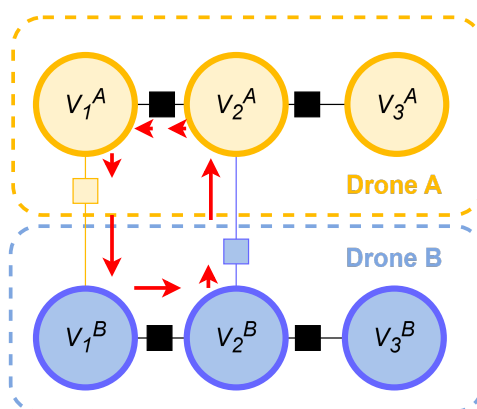 V₁ᴬ V₂ᴬ V₃ᴬ
Drone A
Drone B
V₁ᴮ V₂ᴮ V₃ᴮ